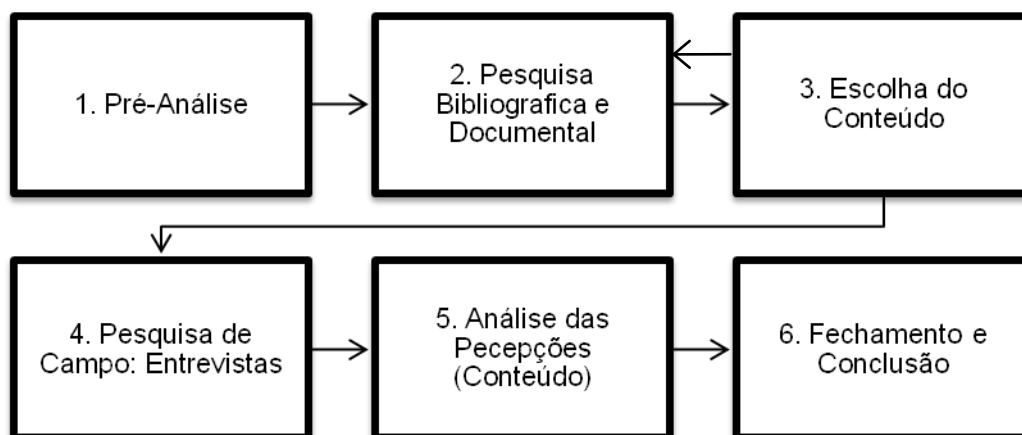 1. Pré-Análise
2. Pesquisa
Bibliografica e
Documental
3. Escolha do
Conteúdo
4. Pesquisa de
Campo: Entrevistas
5. Análise das
Pecepções
(Conteúdo)
6. Fechamento e
Conclusão